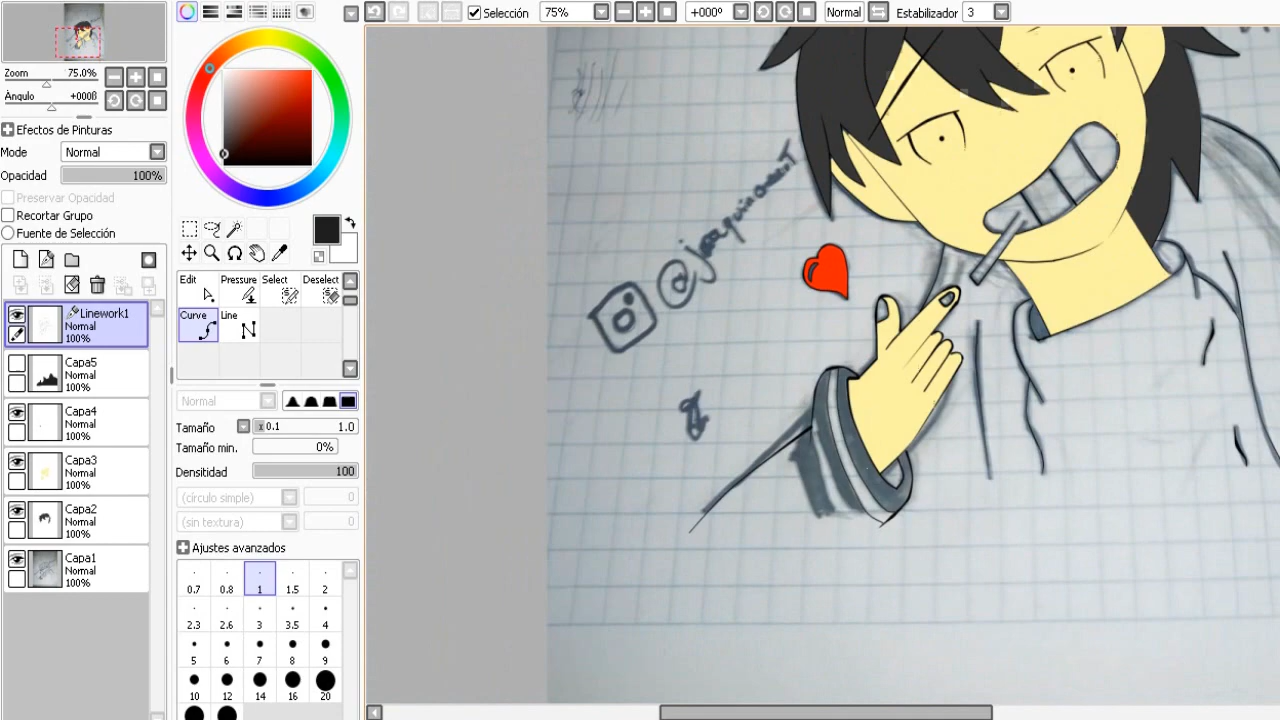 Selección 75% +000º Normal Estabilizador 3
Zoom 75.0%
Ángulo +000ß
Efectos de Pinturas
Mode Normal
Opacidad 100%
Preservar Opacidad
Recortar Grupo
Fuente de Selección
Linework1
Normal
100%
Capa5
Normal
100%
Capa4
Normal
100%
Capa3
Normal
100%
Capa2
Normal
100%
Capa1
Normal
100%
Edit Pressure Select Deselect
Curve Line
Normal
Tamaño x 0.1 1.0
Tamaño min. 0%
Densitidad 100
(círculo simple) 0
(sin textura) 0
Ajustes avanzados
0.7 0.8 1 1.5 2
2.3 2.6 3 3.5 4
5 6 7 8 9
10 12 14 16 20